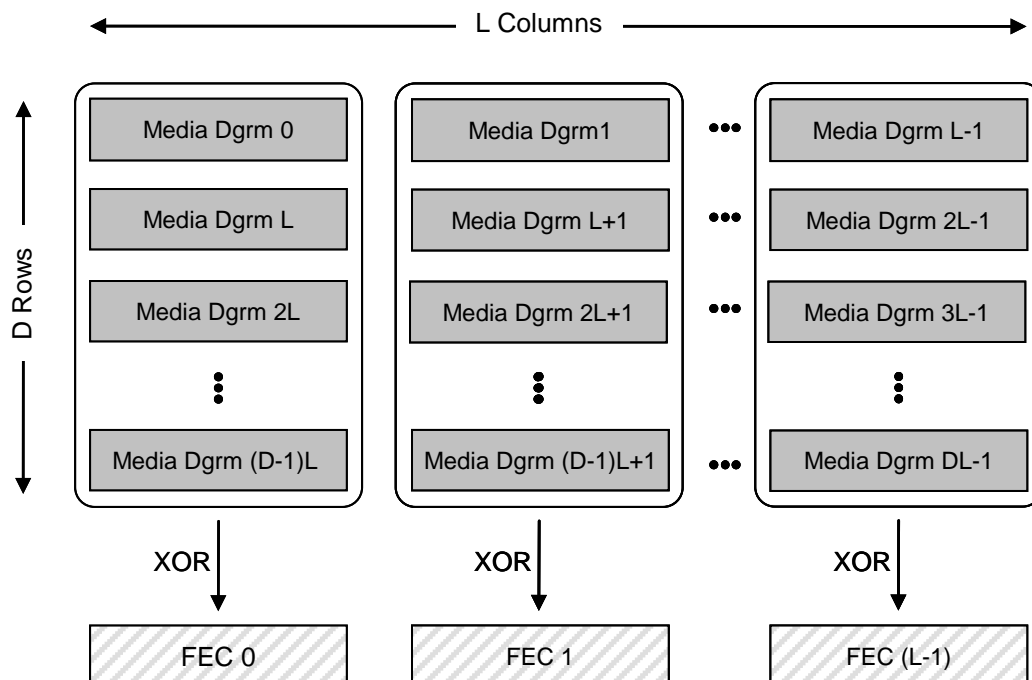 L Columns
D Rows
Media Dgrm 0
Media Dgrm1
Media Dgrm L-1
Media Dgrm L
Media Dgrm L+1
Media Dgrm 2L-1
Media Dgrm 2L
Media Dgrm 2L+1
Media Dgrm 3L-1
Media Dgrm (D-1)L
Media Dgrm (D-1)L+1
Media Dgrm DL-1
XOR
XOR
XOR
FEC 0
FEC 1
FEC (L-1)